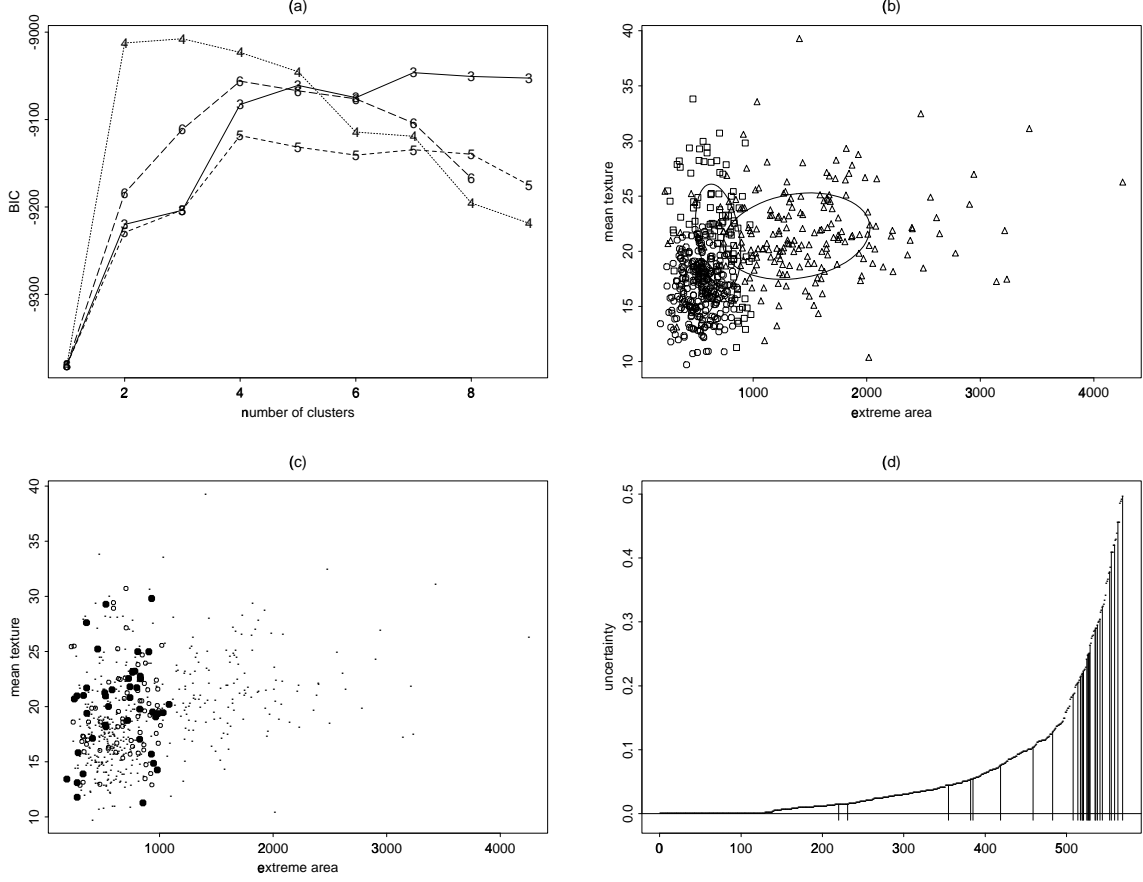 (a)
BIC
-9000
-9100
-9200
-9300
4 4 4 4 4 4 4 4
6 6 6 6 6 6 6
3 3 3 3 3 3 3 3
5 5 5 5 5 5 5
2 4 6 8
number of clusters
(b)
mean texture
40
35
30
25
20
15
10
1000 2000 3000 4000
extreme area
(c)
mean texture
40
35
30
25
20
15
10
1000 2000 3000 4000
extreme area
(d)
uncertainty
0.5
0.4
0.3
0.2
0.1
0.0
0 100 200 300 400 500